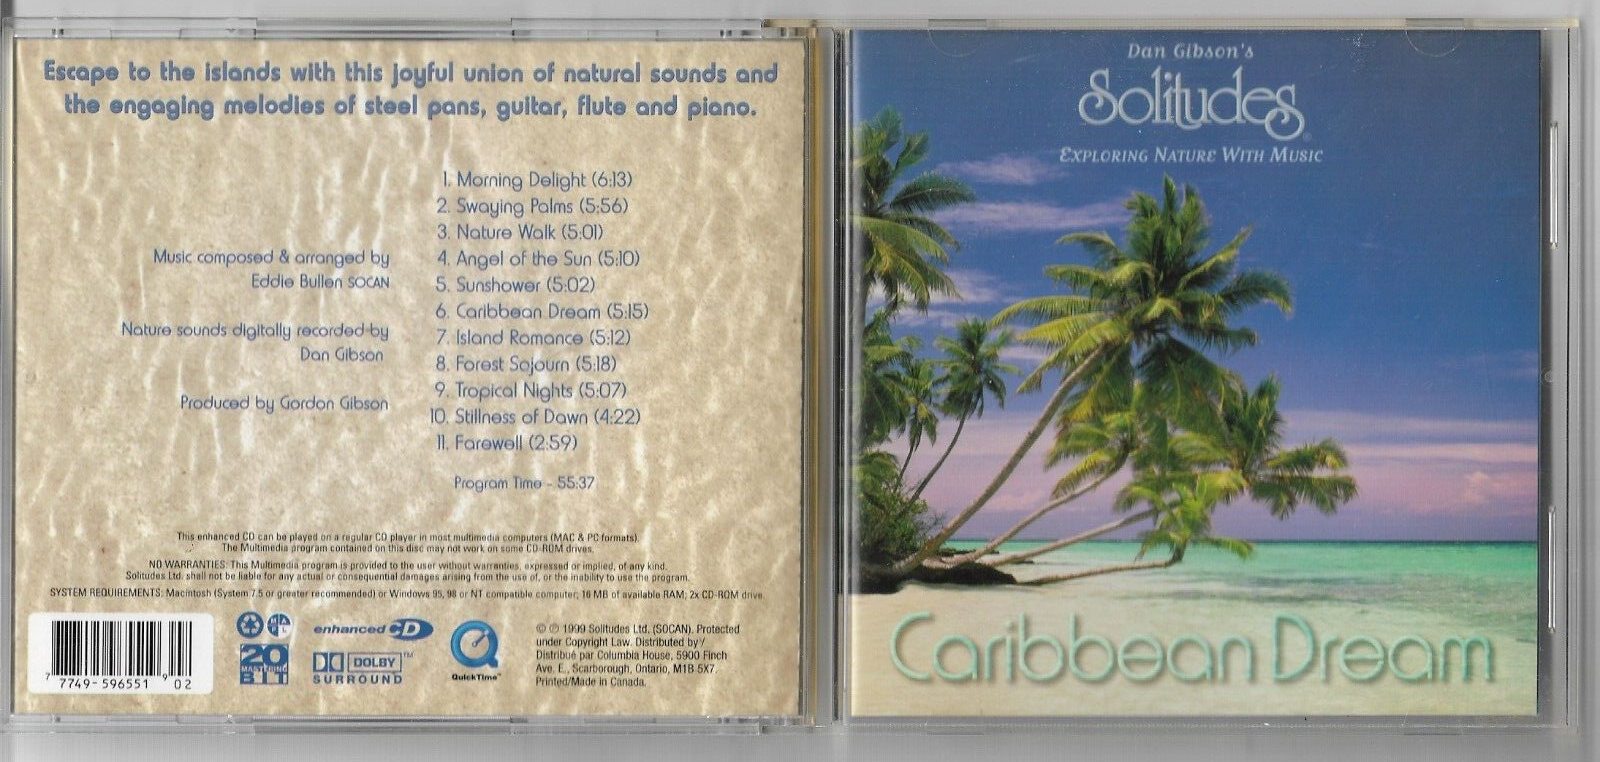 Escape to the islands with this joyful union of natural sounds and
the engaging melodies of steel pans, guitar, flute and piano.
Music composed & arranged by
Eddie Bullen SOCAN
Nature sounds digitally recorded by
Dan Gibson
Produced by Gordon Gibson
1. Morning Delight (6:13)
2. Swaying Palms (5:56)
3. Nature Walk (5:01)
4. Angel of the Sun (5:10)
5. Sunshower (5:02)
6. Caribbean Dream (5:15)
7. Island Romance (5:12)
8. Forest Sojourn (5:18)
9. Tropical Nights (5:07)
10. Stillness of Dawn (4:22)
11. Farewell (2:59)
Program Time - 55:37
This enhanced CD can be played on a regular CD player in most multimedia computers (MAC & PC formats).
The Multimedia program contained on this disc may not work on some CD-ROM drives.
NO WARRANTIES: This Multimedia program is provided to the user without warranties, expressed or implied, of any kind.
Solitudes Ltd. shall not be liable for any actual or consequential damages arising from the use of, or the inability to use the program.
SYSTEM REQUIREMENTS: Macintosh (System 7.5 or greater recommended) or Windows 95, 98 or NT compatible computer; 16 MB of available RAM; 2x CD-ROM drive.
7 7749-596551 9 02
20
MASTERING
BIT
enhanced CD
DOLBY™
SURROUND
QuickTime™
© ℗ 1999 Solitudes Ltd. (SOCAN). Protected
under Copyright Law. Distributed by/
Distribué par Columbia House, 5900 Finch
Ave. E., Scarborough, Ontario, M1B 5X7.
Printed/Made in Canada.
Dan Gibson's
Solitudes®
Exploring Nature With Music
Caribbean Dream